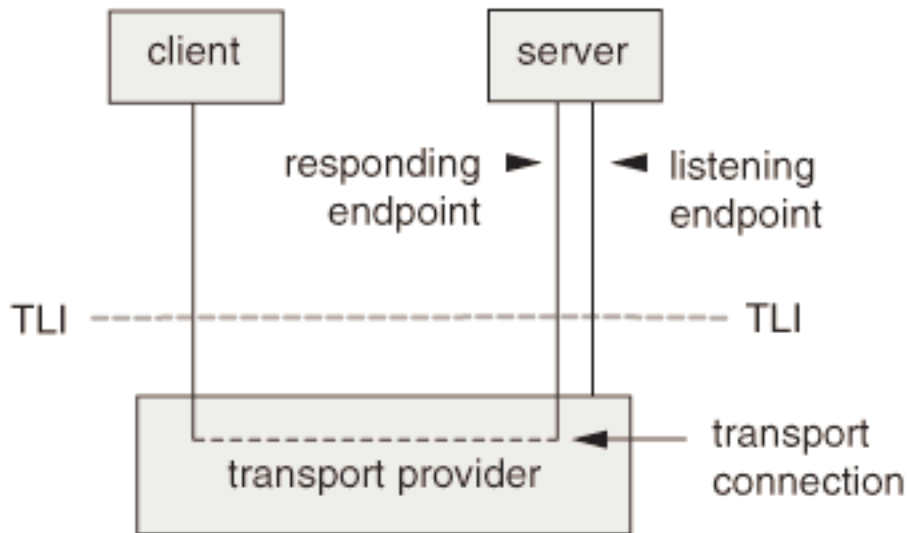 client
server
responding
endpoint
listening
endpoint
TLI
TLI
transport provider
transport
connection